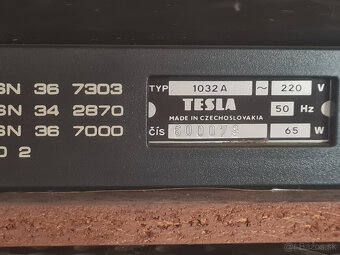 SN 36 7303
SN 34 2870
SN 36 7000
O 2
TYP 1032 A ~ 220 V
TESLA 50 Hz
MADE IN CZECHOSLOVAKIA
čís 65 W